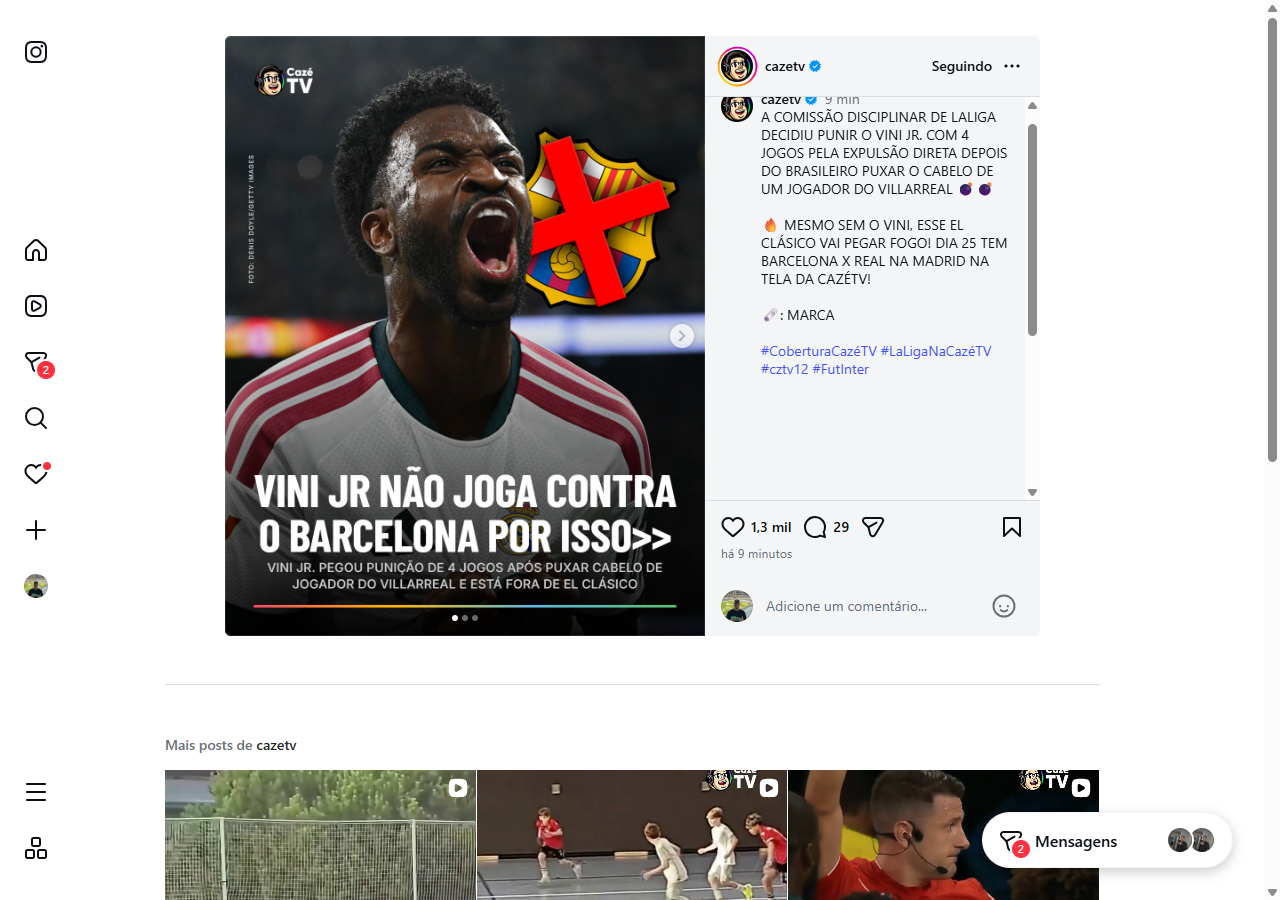 Cazé
TV
FOTO: DENIS DOYLE/GETTY IMAGES
VINI JR NÃO JOGA CONTRA
O BARCELONA POR ISSO>>
VINI JR. PEGOU PUNIÇÃO DE 4 JOGOS APÓS PUXAR CABELO DE
JOGADOR DO VILLARREAL E ESTÁ FORA DE EL CLÁSICO
cazetv
Seguindo
cazetv 9 min
A COMISSÃO DISCIPLINAR DE LALIGA
DECIDIU PUNIR O VINI JR. COM 4
JOGOS PELA EXPULSÃO DIRETA DEPOIS
DO BRASILEIRO PUXAR O CABELO DE
UM JOGADOR DO VILLARREAL 💣 💣
🔥 MESMO SEM O VINI, ESSE EL
CLÁSICO VAI PEGAR FOGO! DIA 25 TEM
BARCELONA X REAL NA MADRID NA
TELA DA CAZÉTV!
🗞️: MARCA
#CoberturaCazéTV #LaLigaNaCazéTV
#cztv12 #FutInter
1,3 mil 29
há 9 minutos
Adicione um comentário...
2
Mais posts de cazetv
Cazé
TV
Cazé
TV
2
Mensagens